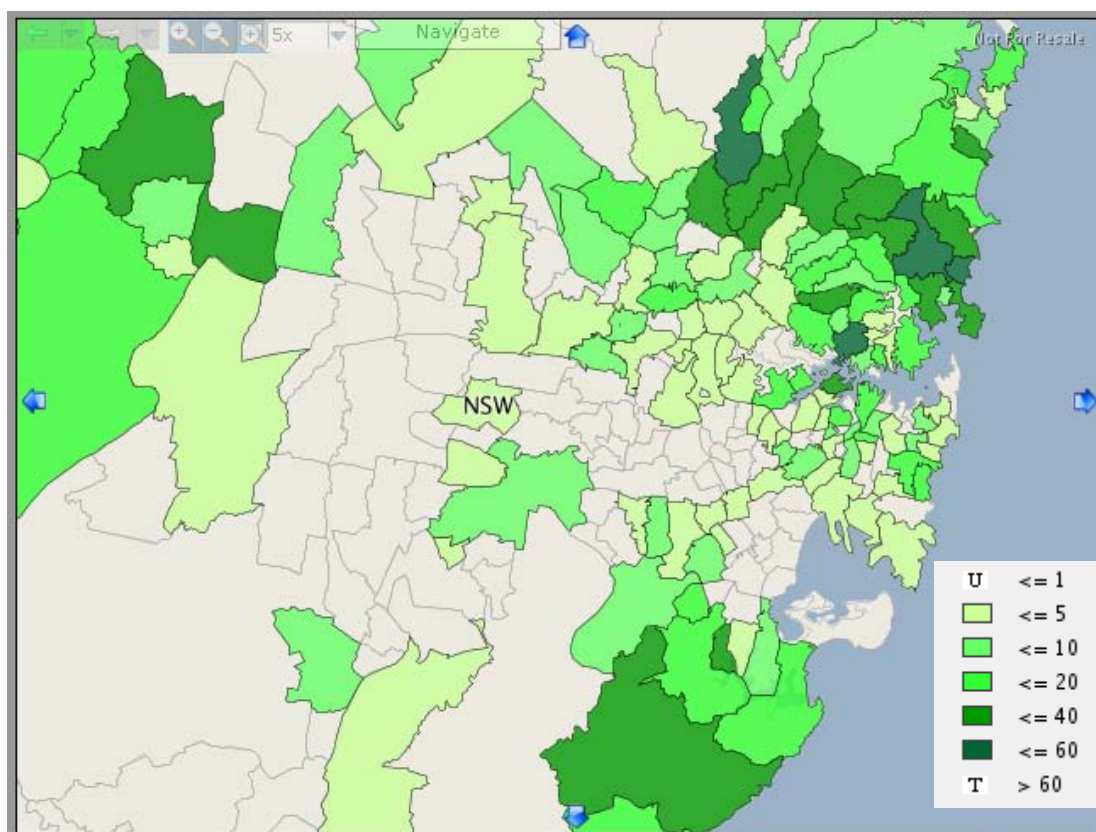 5x
Navigate
Not For Resale
NSW
U <= 1
<= 5
<= 10
<= 20
<= 40
<= 60
T > 60